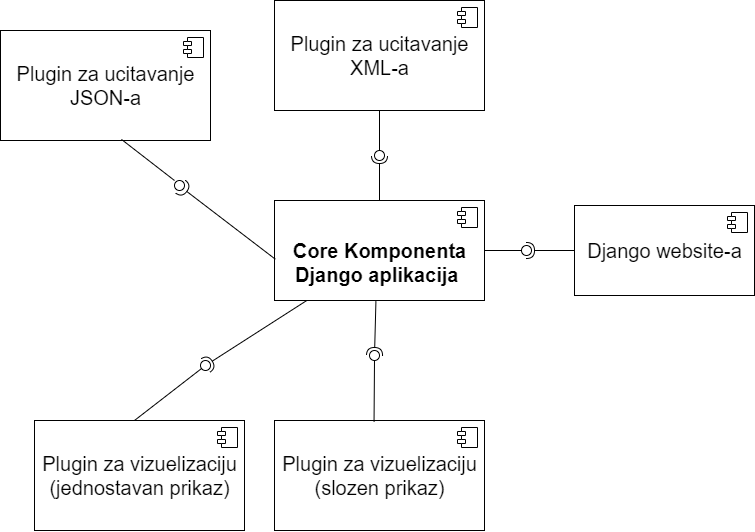 Plugin za ucitavanje
XML-a
Plugin za ucitavanje
JSON-a
Core Komponenta
Django aplikacija
Django website-a
Plugin za vizuelizaciju
(jednostavan prikaz)
Plugin za vizuelizaciju
(slozen prikaz)